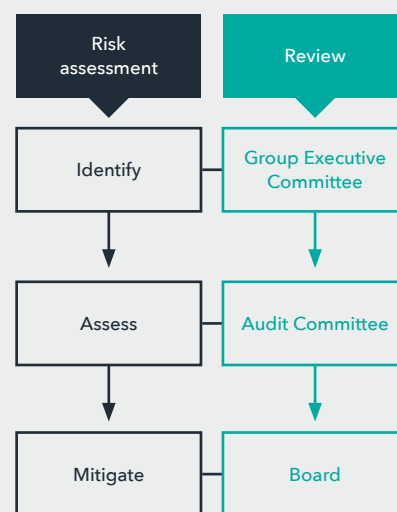 Risk
assessment
Review
Identify
Group Executive
Committee
Assess
Audit Committee
Mitigate
Board